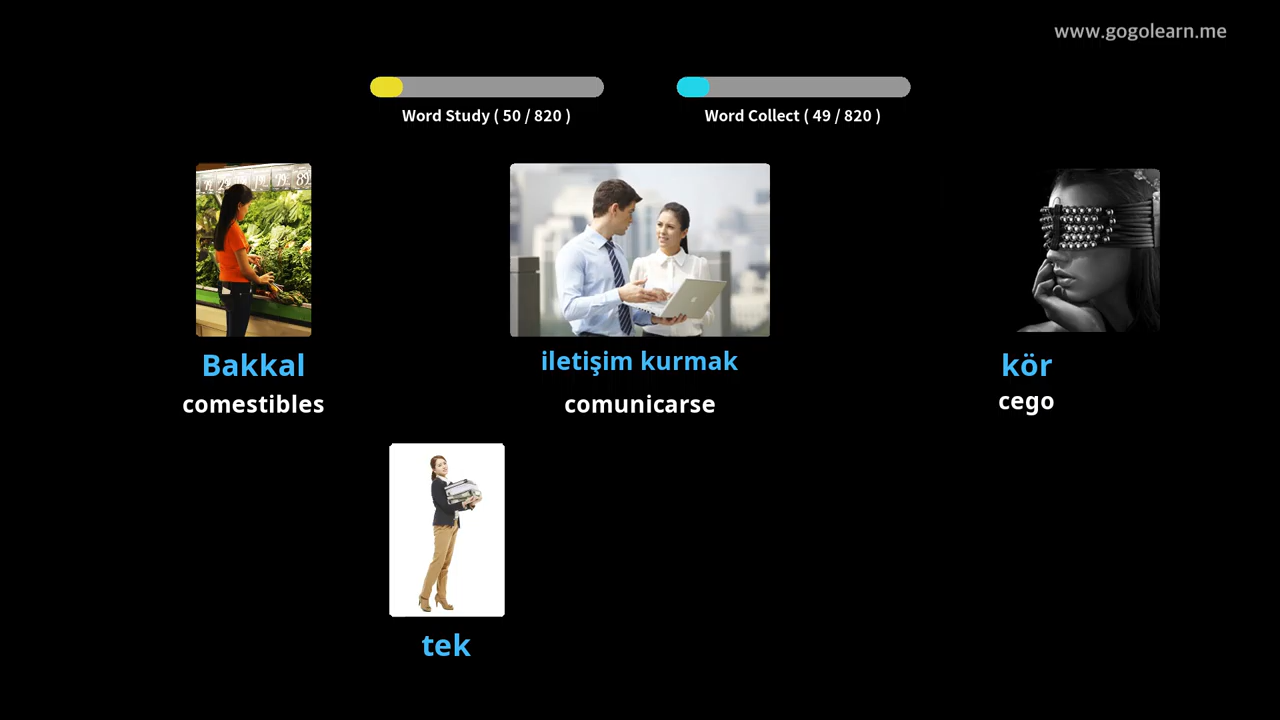 www.gogolearn.me
Word Study ( 50 / 820 )
Word Collect ( 49 / 820 )
Bakkal
comestibles
iletişim kurmak
comunicarse
kör
cego
tek